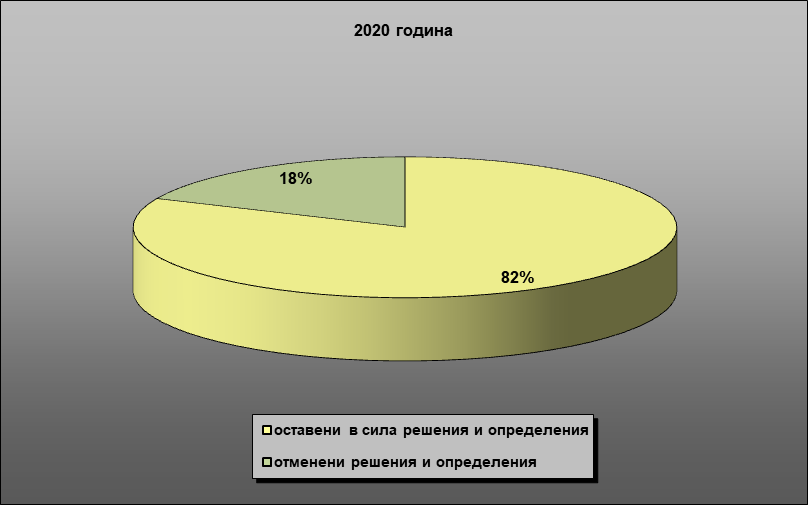 2020 година
18%
82%
оставени в сила решения и определения
отменени решения и определения